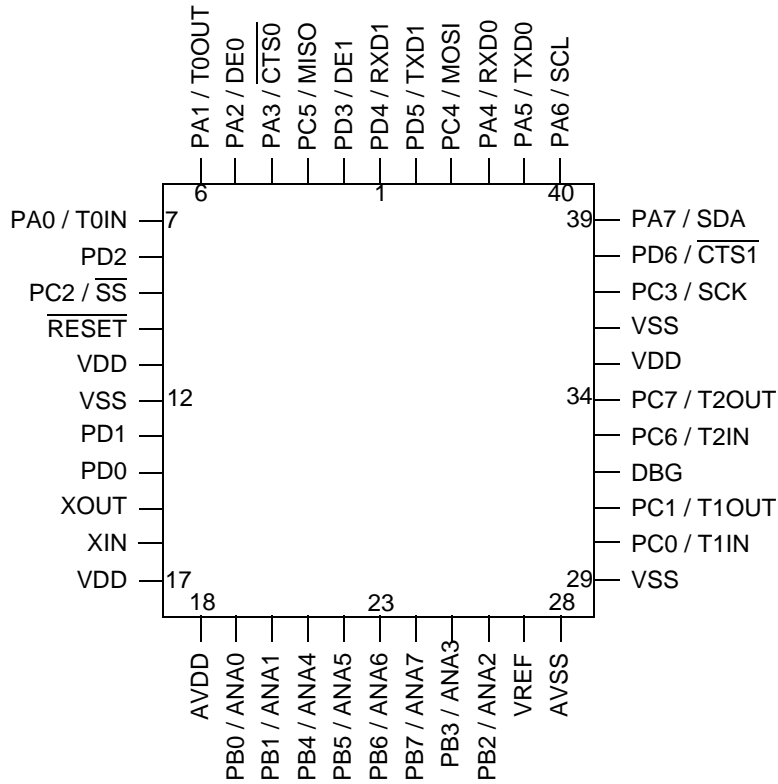 PA1 / T0OUT
PA2 / DE0
PA3 / C̅T̅S̅0̅
PC5 / MISO
PD3 / DE1
PD4 / RXD1
PD5 / TXD1
PC4 / MOSI
PA4 / RXD0
PA5 / TXD0
PA6 / SCL
6
1
40
PA0 / T0IN
7
PD2
PC2 / S̅S̅
R̅E̅S̅E̅T̅
VDD
VSS
12
PD1
PD0
XOUT
XIN
VDD
17
39
PA7 / SDA
PD6 / C̅T̅S̅1̅
PC3 / SCK
VSS
VDD
34
PC7 / T2OUT
PC6 / T2IN
DBG
PC1 / T1OUT
PC0 / T1IN
29
VSS
18
23
28
AVDD
PB0 / ANA0
PB1 / ANA1
PB4 / ANA4
PB5 / ANA5
PB6 / ANA6
PB7 / ANA7
PB3 / ANA3
PB2 / ANA2
VREF
AVSS